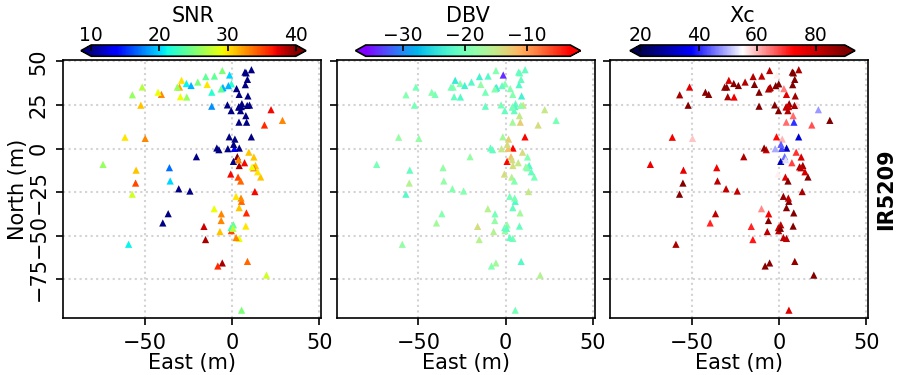 SNR DBV Xc
10 20 30 40 −30 −20 −10 20 40 60 80
50
25
0
−25
−50
−75
North (m)
IR5209
−50 0 50 −50 0 50 −50 0 50
East (m) East (m) East (m)